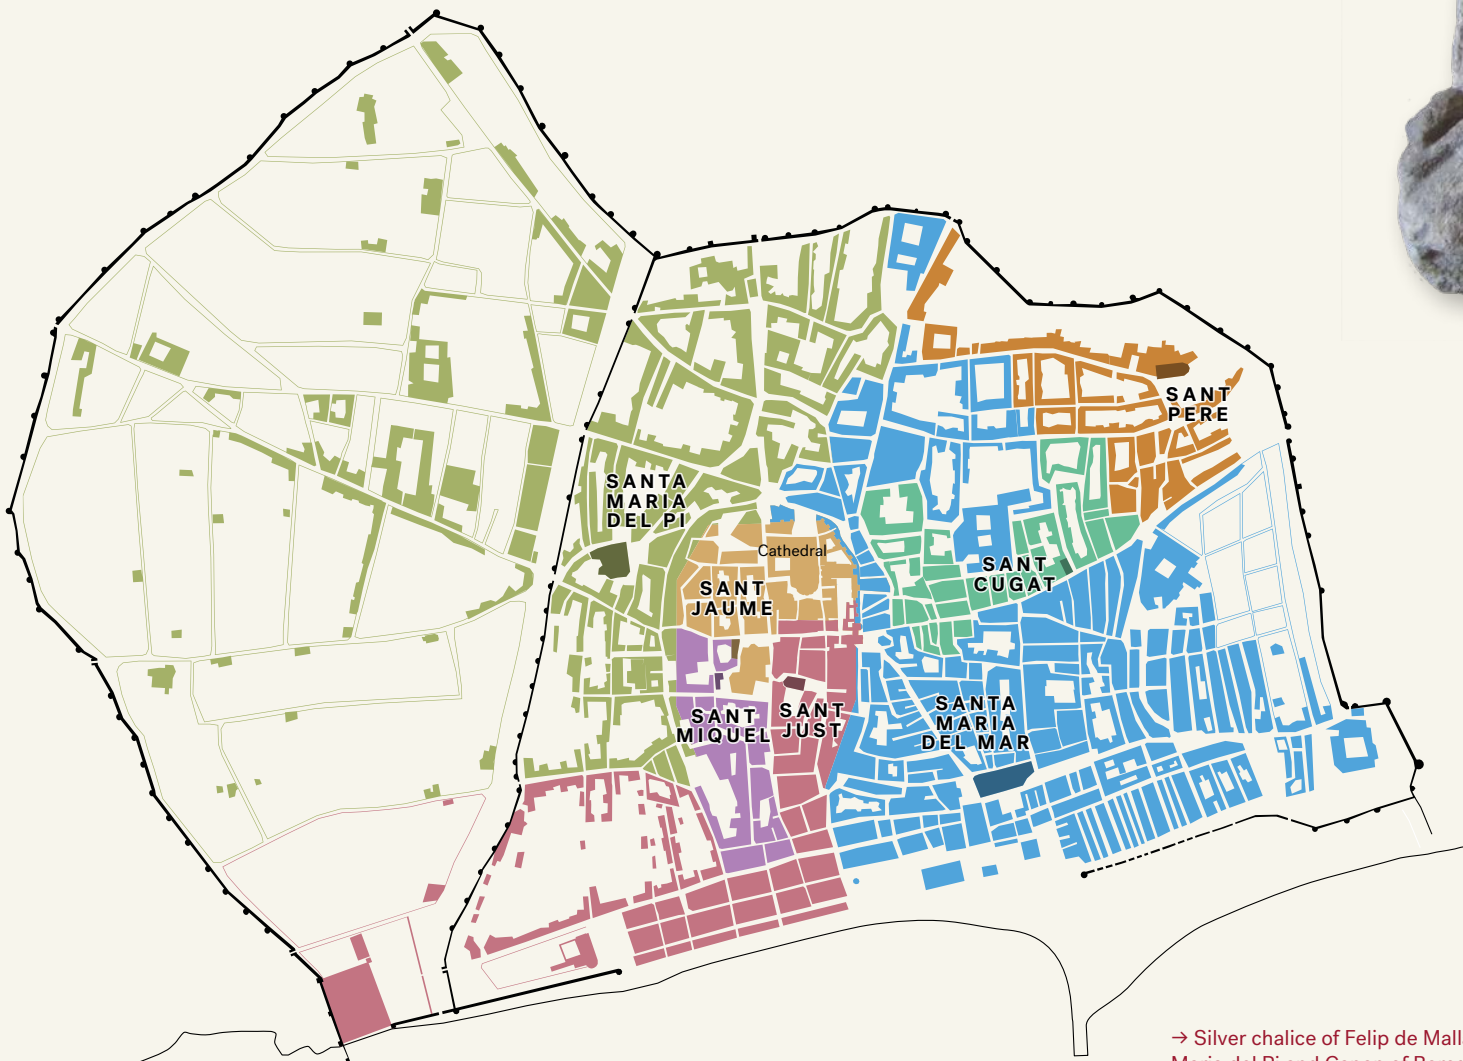 SANT
PERE
SANTA
MARIA
DEL PI
Cathedral
SANT
CUGAT
SANT
JAUME
SANT
MIQUEL
SANT
JUST
SANTA
MARIA
DEL MAR
→ Silver chalice of Felip de Mall